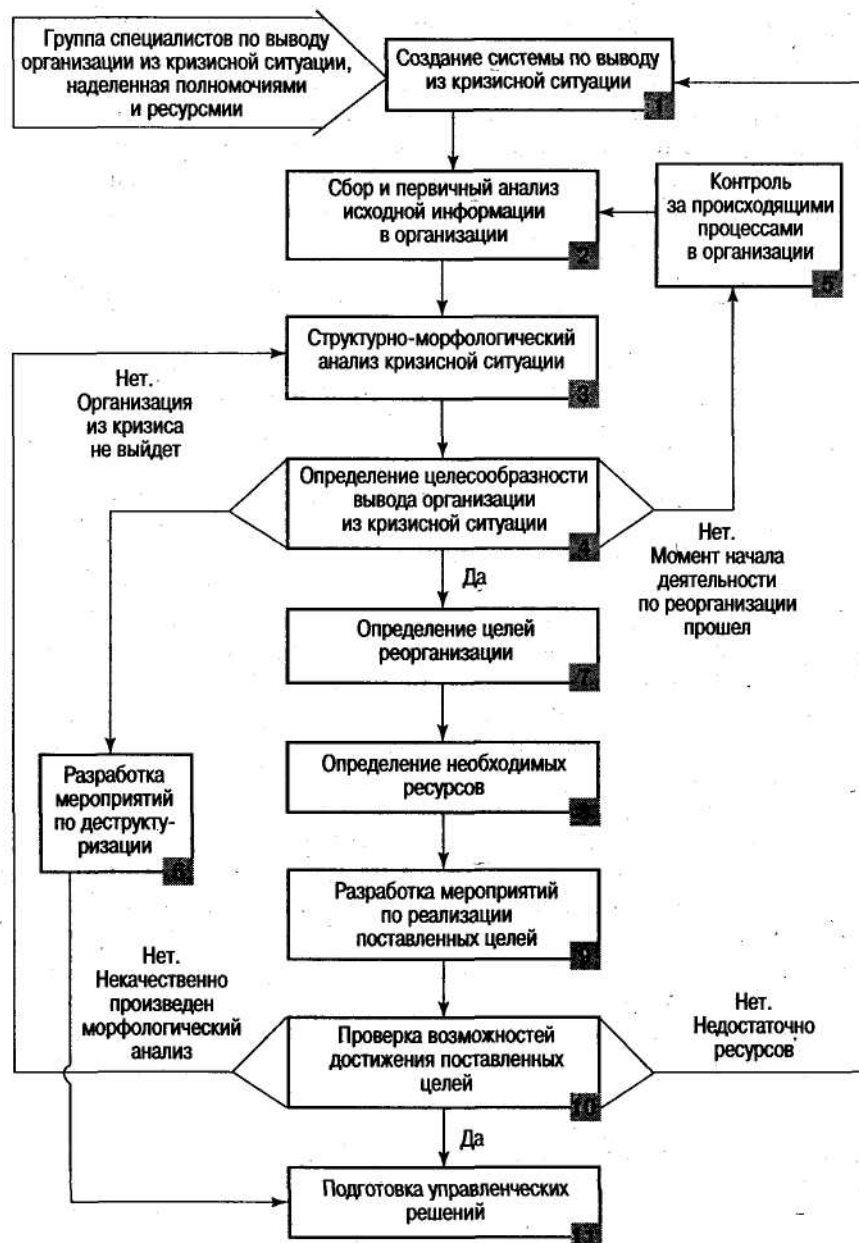 Группа специалистов по выводу
организации из кризисной ситуации,
наделенная полномочиями
и ресурсмии
Создание системы по выводу
из кризисной ситуации
1
Сбор и первичный анализ
исходной информации
в организации
2
Контроль
за происходящими
процессами
в организации
5
Структурно-морфологический
анализ кризисной ситуации
3
Нет.
Организация
из кризиса
не выйдет
Определение целесообразности
вывода организации
из кризисной ситуации
4
Нет.
Момент начала
деятельности
по реорганизации
прошел
Да
Определение целей
реорганизации
7
Определение необходимых
ресурсов
Разработка
мероприятий
по деструкту-
ризации
6
Разработка мероприятий
по реализации
поставленных целей
9
Нет.
Некачественно
произведен
морфологический
анализ
Проверка возможностей
достижения поставленных
целей
10
Нет.
Недостаточно
ресурсов
Да
Подготовка управленческих
решений
11